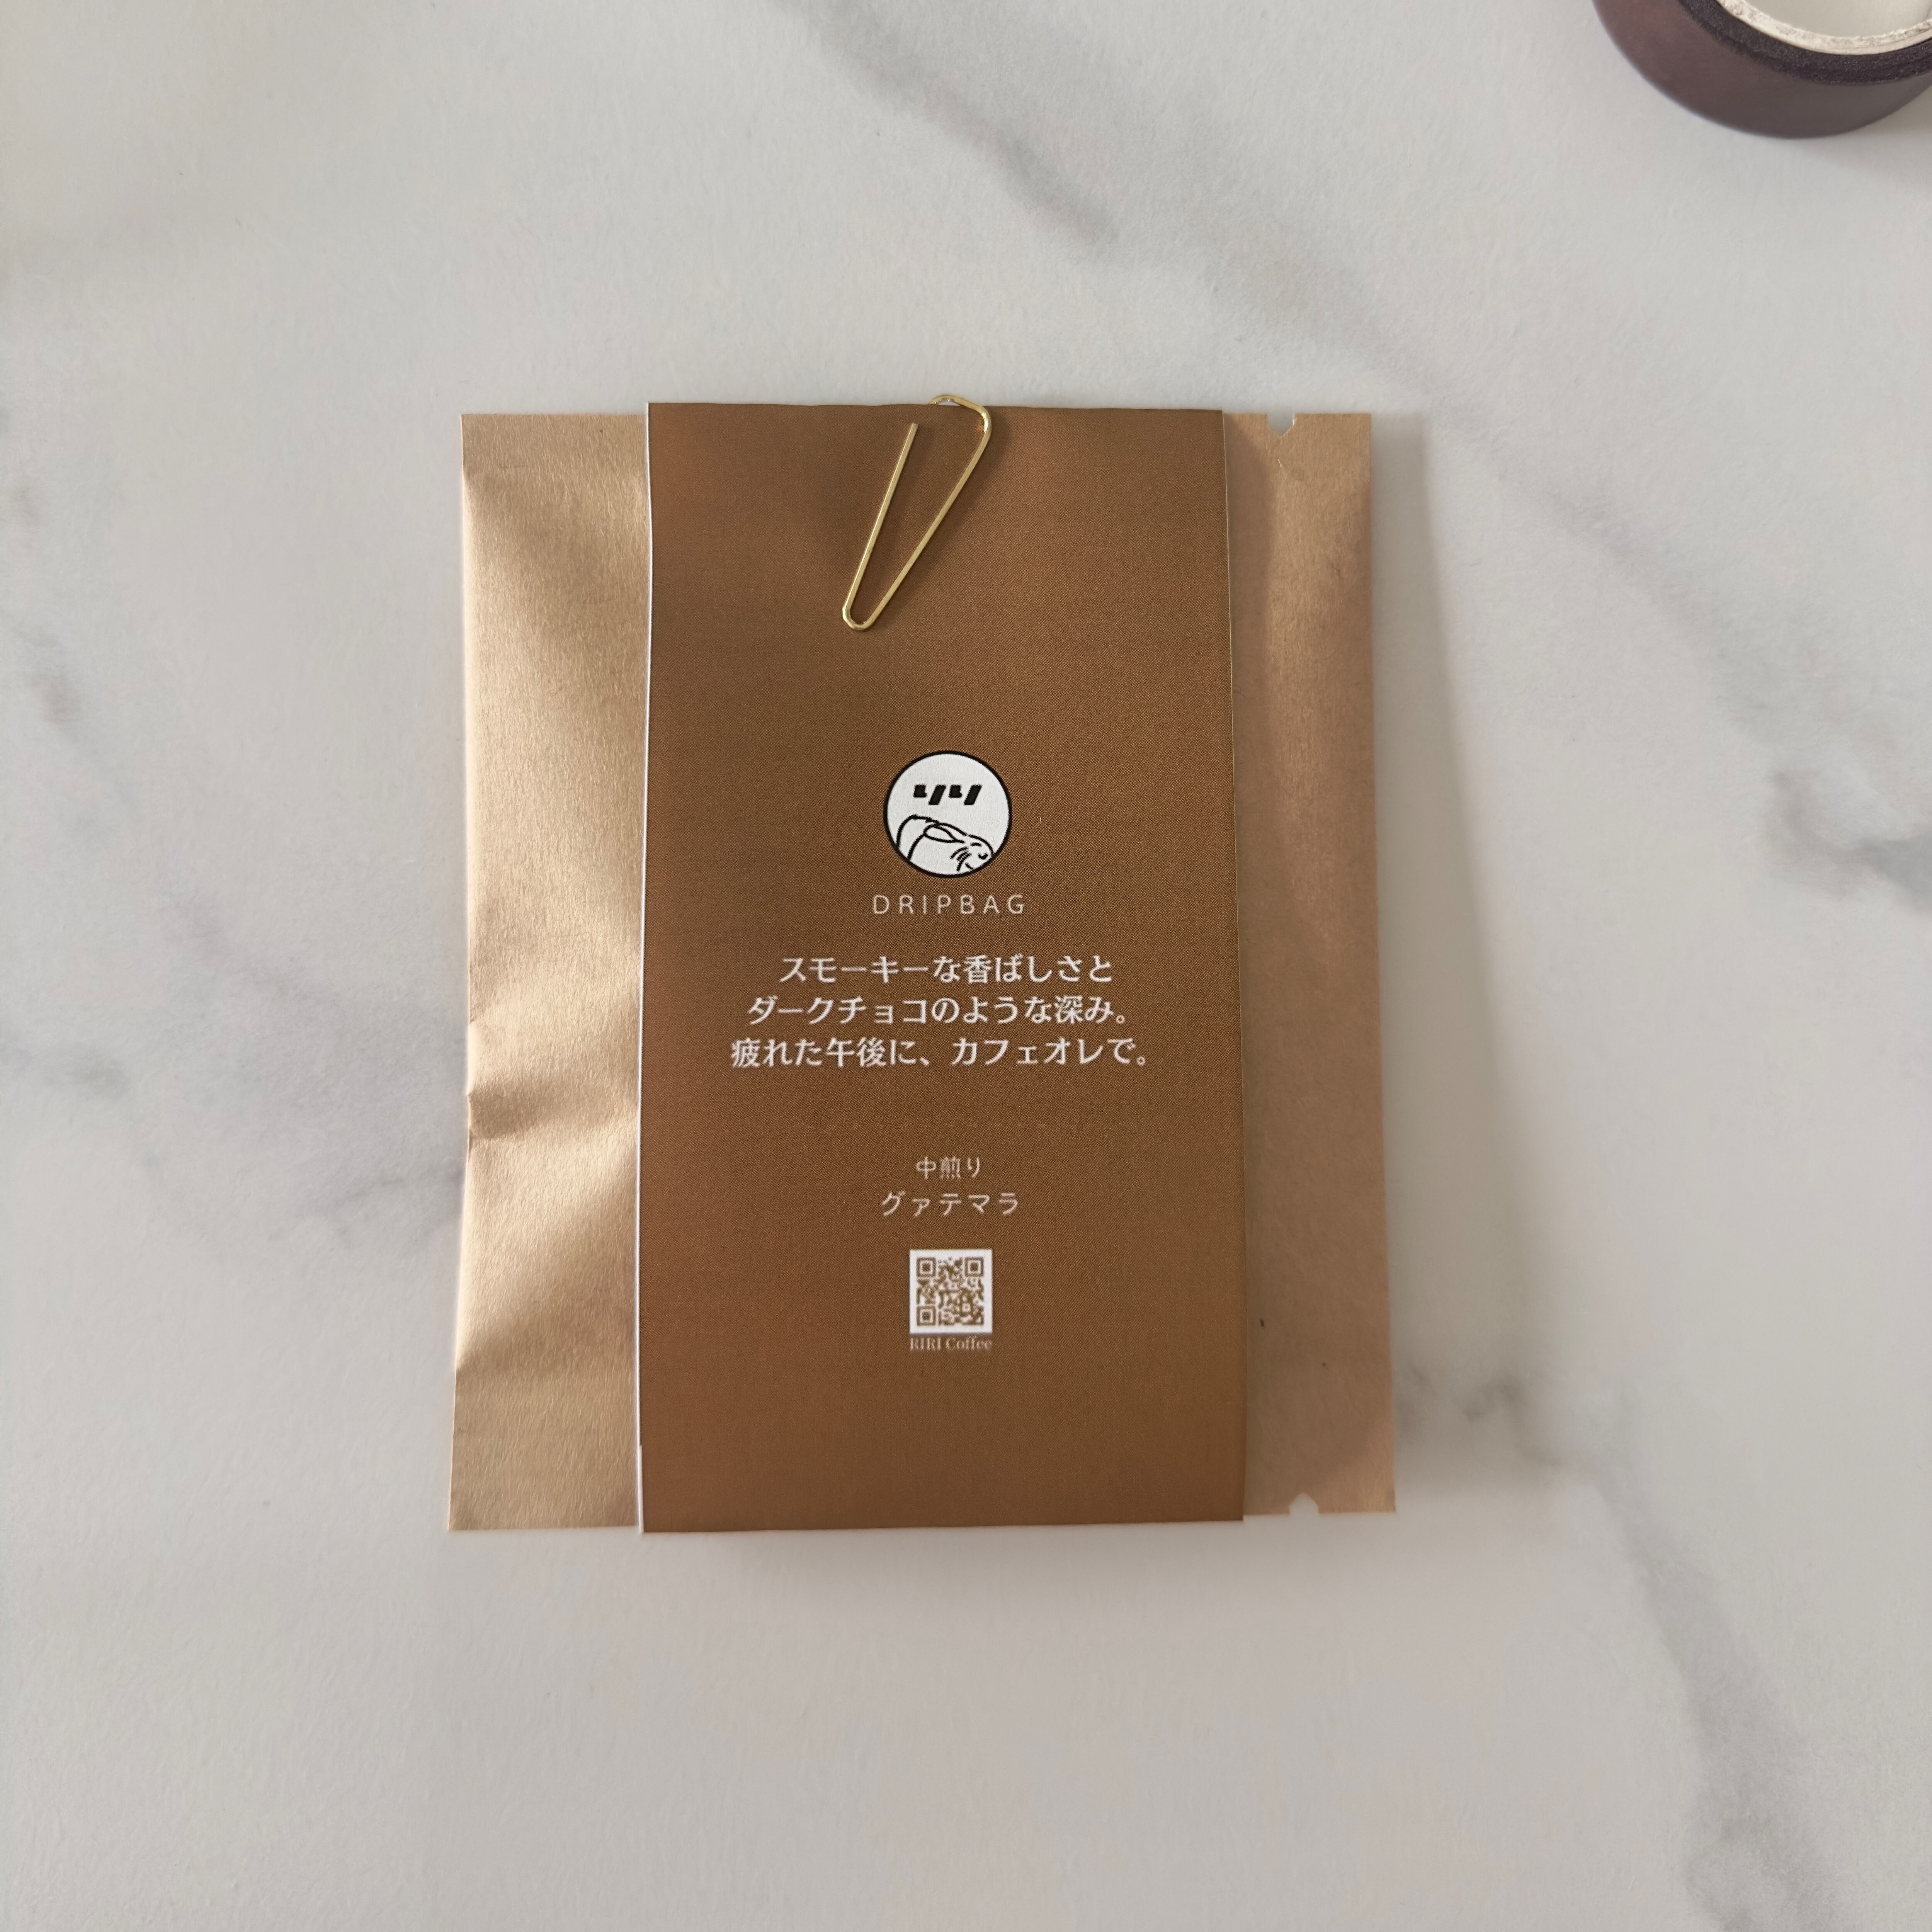 リリ
DRIPBAG
スモーキーな香ばしさと
ダークチョコのような深み。
疲れた午後に、カフェオレで。
中煎り
グァテマラ
RIRI Coffee